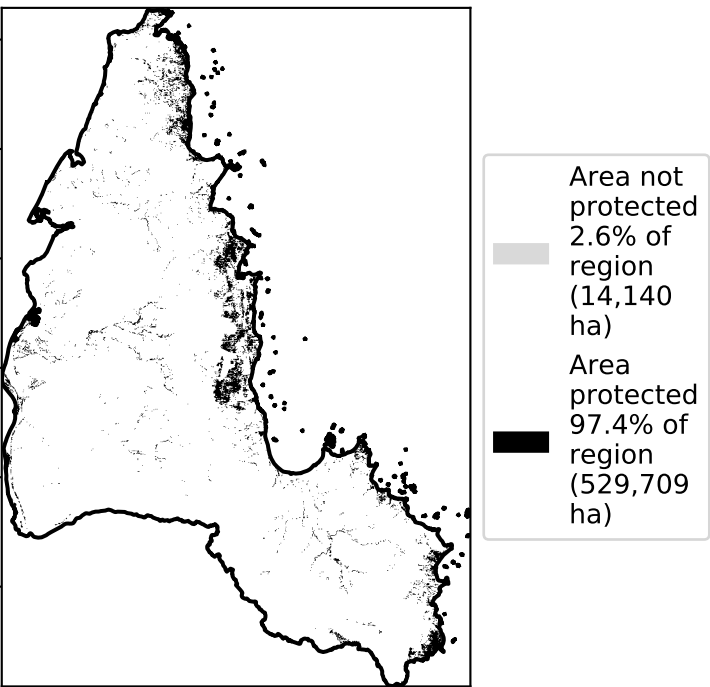 Area not
protected
2.6% of
region
(14,140
ha)
Area
protected
97.4% of
region
(529,709
ha)